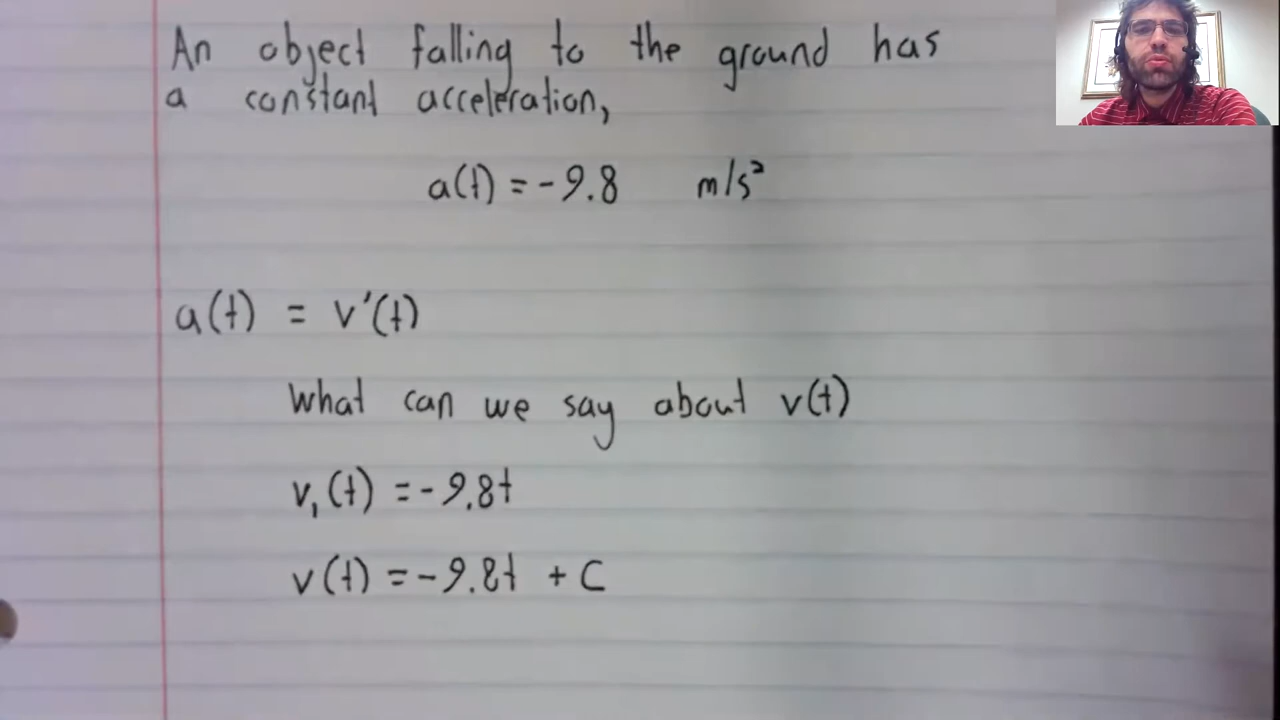 An object falling to the ground has
a constant acceleration,
a(t) = -9.8 m/s²
a(t) = v'(t)
What can we say about v(t)
v₁(t) = -9.8t
v(t) = -9.8t + C